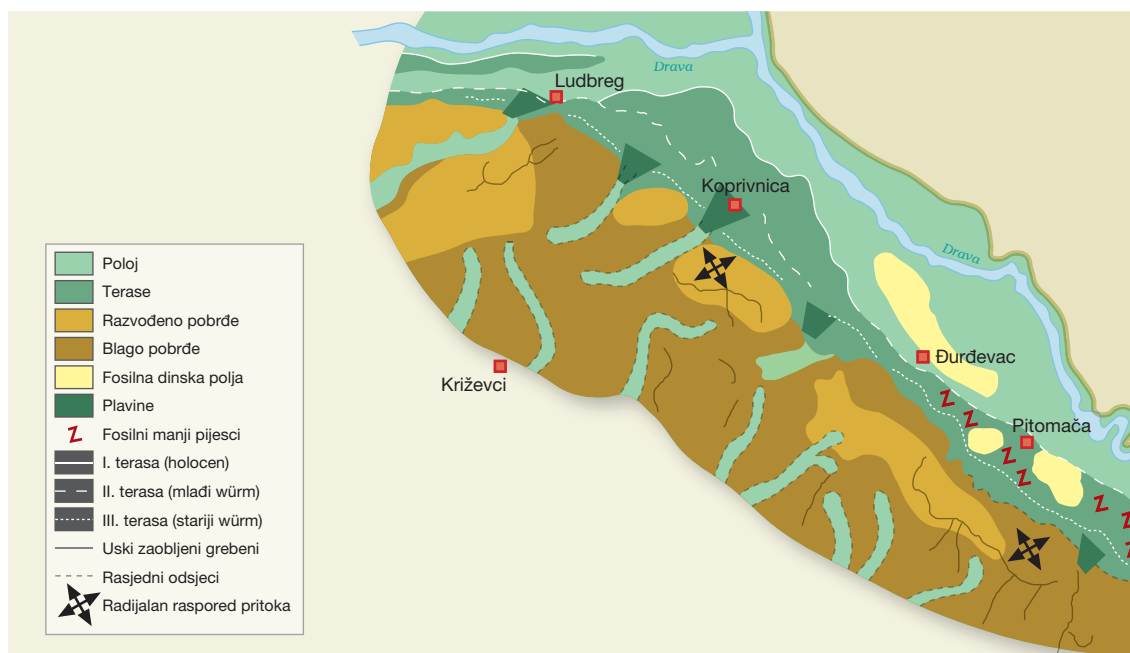 Drava
Ludbreg
Koprivnica
Drava
Đurđevac
Križevci
Pitomača
Poloj
Terase
Razvođeno pobrđe
Blago pobrđe
Fosilna dinska polja
Plavine
Fosilni manji pijesci
I. terasa (holocen)
II. terasa (mlađi würm)
III. terasa (stariji würm)
Uski zaobljeni grebeni
Rasjedni odsjeci
Radijalan raspored pritoka